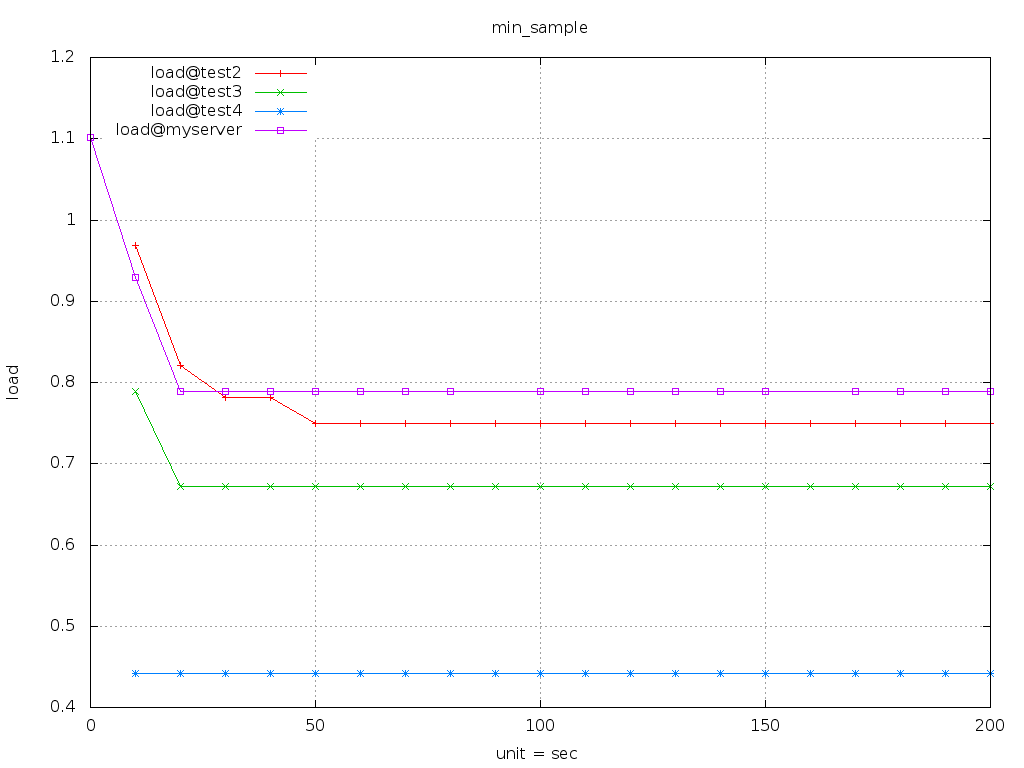 min_sample
1.2
load@test2
load@test3
load@test4
load@myserver
1.1
1
0.9
0.8
load
0.7
0.6
0.5
0.4
0 50 100 150 200
unit = sec